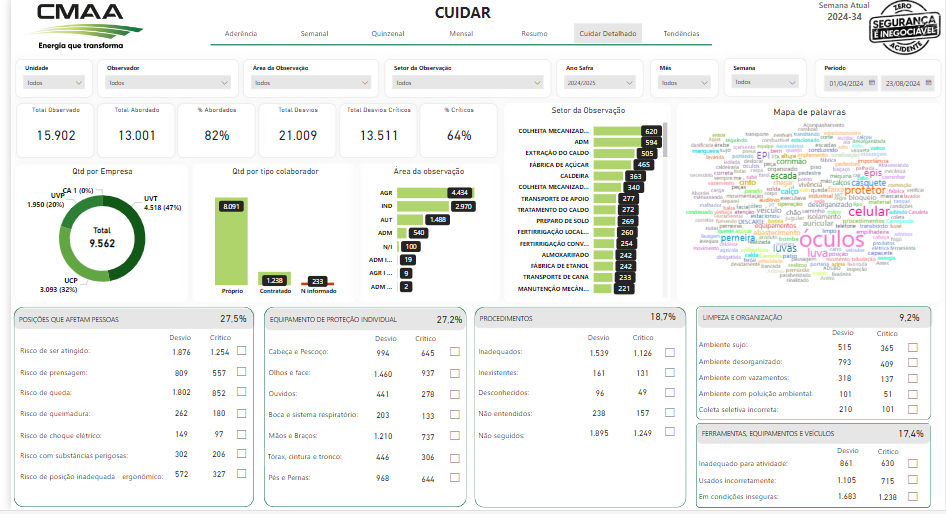 CMAA
Energia que transforma
CUIDAR
Semana Atual
2024-34
ZERO
SEGURANÇA
É INEGOCIÁVEL
ACIDENTE
Aderência Semanal Quinzenal Mensal Resumo Cuidar Detalhado Tendências
Unidade Observador Área da Observação Setor da Observação Ano Safra Mês Semana Período
Todos Todos Todos Todos 2024/2025 Todos Todos 01/04/2024 23/08/2024
Total Observado Total Abordado % Abordados Total Desvios Total Desvios Críticos % Críticos
15.902 13.001 82% 21.009 13.511 64%
Qtd por Empresa
CA 1 (0%)
UVP
1.950 (20%)
UVT
4.518 (47%)
Total
9.562
UCP
3.093 (32%)
Qtd por tipo colaborador
8.091
1.238
233
Próprio Contratado N informado
Área da observação
AGR 4.434
IND 2.970
AUT 1.488
ADM 540
N/I 100
ADM I... 19
AGR I... 9
ADM ... 2
Setor da Observação
COLHEITA MECANIZAD... 620
ADM 594
EXTRAÇÃO DO CALDO 505
FÁBRICA DE AÇÚCAR 465
CALDEIRA 363
COLHEITA MECANIZAD... 340
TRANSPORTE DE APOIO 277
TRATAMENTO DO CALDO 272
PREPARO DE SOLO 269
FERTIRRIGAÇÃO LOCAL... 260
FERTIRRIGAÇÃO CONV... 254
ALMOXARIFADO 242
FÁBRICA DE ETANOL 242
TRANSPORTE DE CANA 233
MANUTENÇÃO MECÂN... 221
Mapa de palavras
EPI
epis
escada
casquete
protetor
celular
óculos
perneira
luvas
luva
veículo
chão
cinto
calço
isolamento
auricular
equipamentos
abastecimento
desorganizado
bloqueio
capacete
empilhadeira
telefone
POSIÇÕES QUE AFETAM PESSOAS 27,5%
Desvio Crítico
Risco de ser atingido: 1.876 1.254
Risco de prensagem: 809 557
Risco de queda: 1.802 852
Risco de queimadura: 262 180
Risco de choque elétrico: 149 97
Risco com substâncias perigosas: 302 206
Risco de posição inadequada - ergonômico: 572 327
EQUIPAMENTO DE PROTEÇÃO INDIVIDUAL 27,2%
Desvio Crítico
Cabeça e Pescoço: 994 645
Olhos e face: 1.460 937
Ouvidos: 441 278
Boca e sistema respiratório: 203 133
Mãos e Braços: 1.210 737
Tórax, cintura e tronco: 446 306
Pés e Pernas: 968 644
PROCEDIMENTOS 18,7%
Desvio Crítico
Inadequados: 1.539 1.126
Inexistentes: 161 131
Desconhecidos: 96 49
Não entendidos: 238 157
Não seguidos: 1.895 1.249
LIMPEZA E ORGANIZAÇÃO 9,2%
Desvio Crítico
Ambiente sujo: 515 365
Ambiente desorganizado: 793 409
Ambiente com vazamentos: 318 137
Ambiente com poluição ambiental: 101 51
Coleta seletiva incorreta: 210 101
FERRAMENTAS, EQUIPAMENTOS E VEÍCULOS 17,4%
Desvio Crítico
Inadequado para atividade: 861 630
Usados incorretamente: 1.105 715
Em condições inseguras: 1.683 1.238